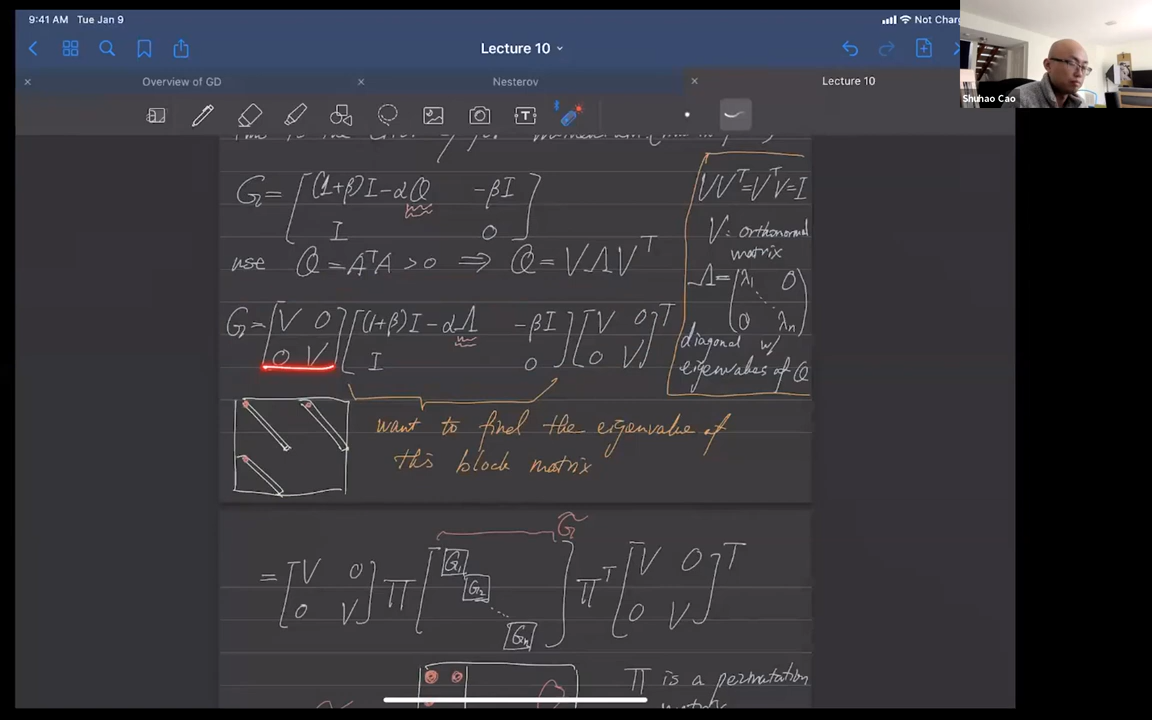 9:41 AM Tue Jan 9
Not Charg
Lecture 10
Overview of GD
Nesterov
Lecture 10
Shuhao Cao
G = [ (1+β)I - αQ   -βI
I   0 ]
use Q = AᵀA > 0 ⇒ Q = VΛVᵀ
G = [ V 0   [ (1+β)I - αΛ   -βI ] [ V 0 ]ᵀ
0 V ]   I   0   0 V
VVᵀ = VᵀV = I
V: orthonormal
matrix
Λ = ( λ₁ 0
0 λn )
diagonal w/
eigenvalues of Q
want to find the eigenvalue of
this block matrix
G̃
= [ V 0   Π [ G₁   Πᵀ [ V 0 ]ᵀ
G₂
0 V ]   Gn ]   0 V
Π is a permutation